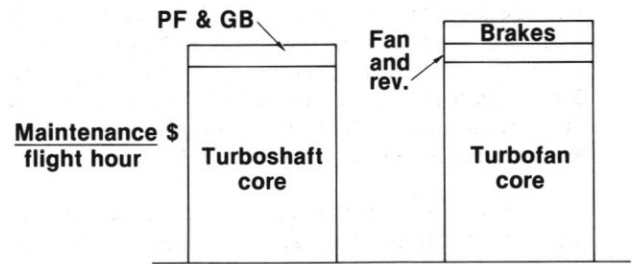 PF & GB
Maintenance $
flight hour
Turboshaft
core
Fan
and
rev.
Brakes
Turbofan
core